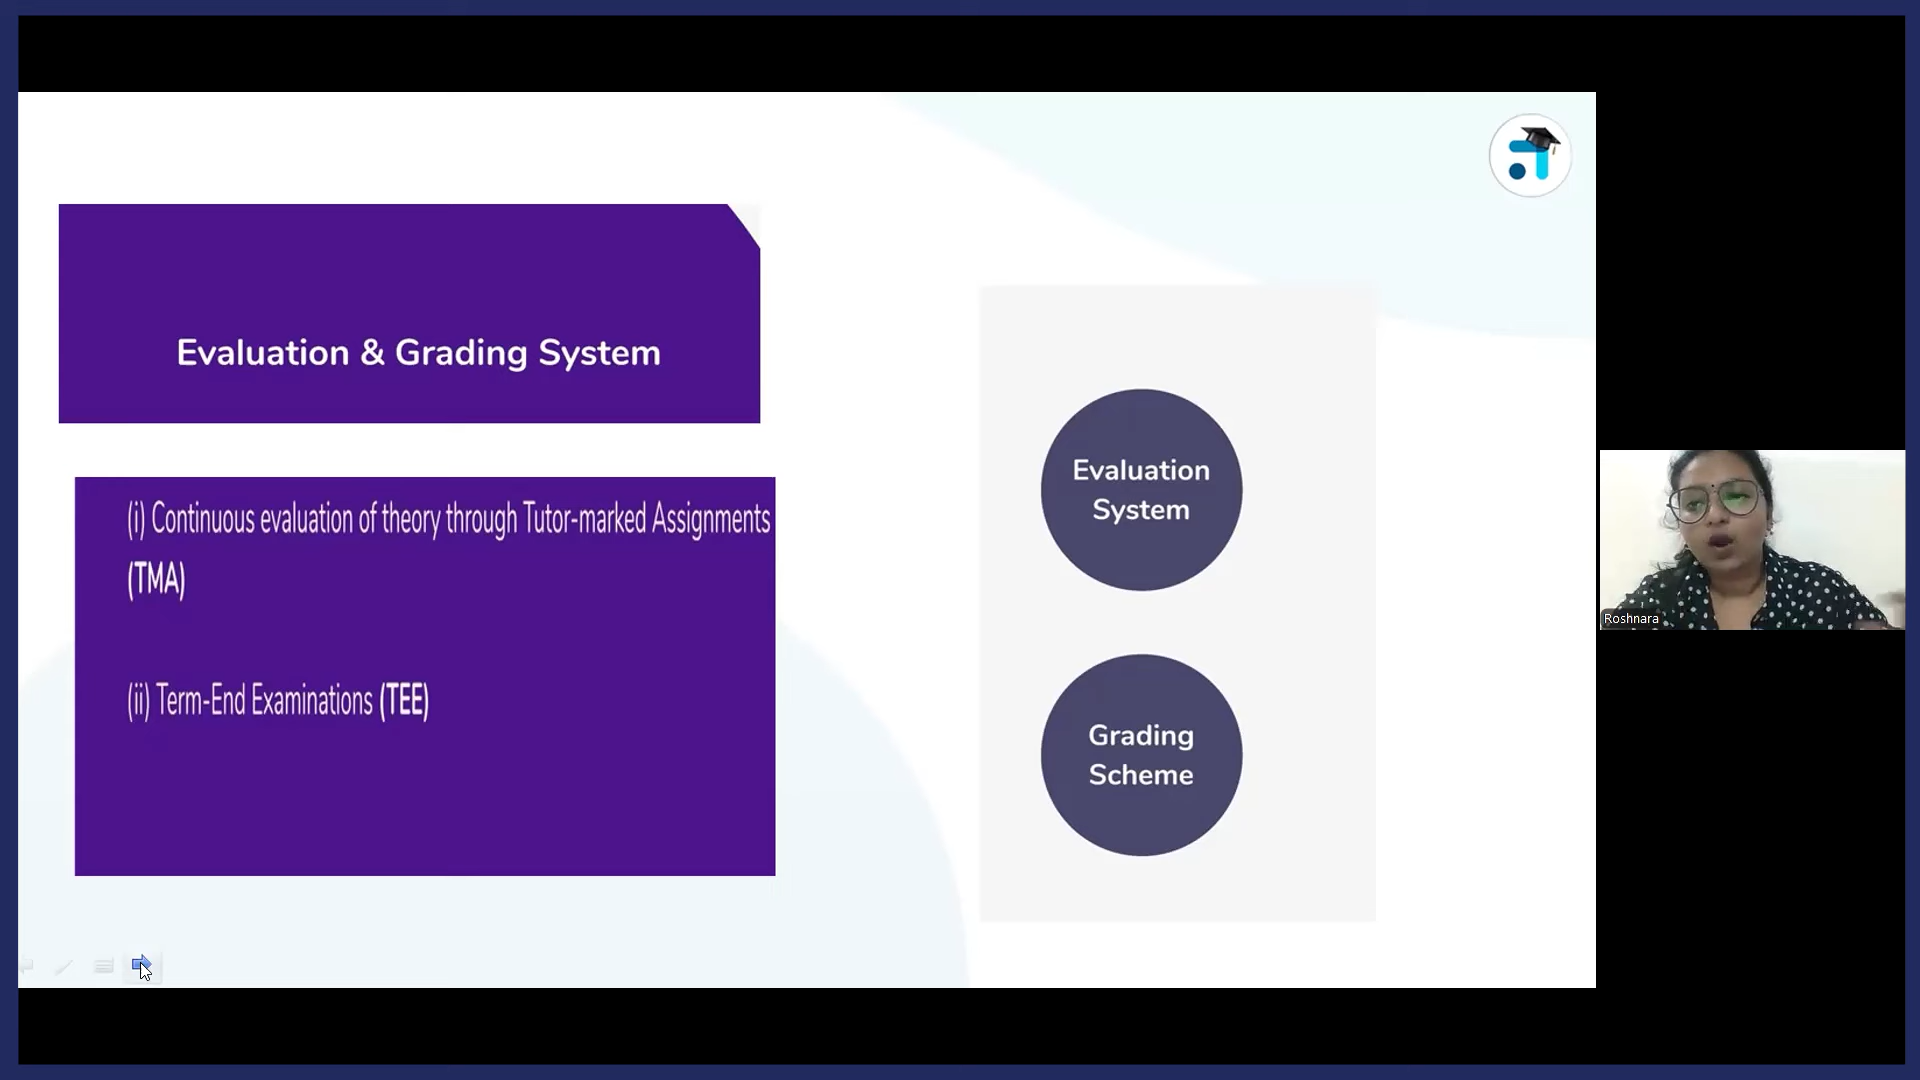 Evaluation & Grading System
(i) Continuous evaluation of theory through Tutor-marked Assignments
(TMA)
(ii) Term-End Examinations (TEE)
Evaluation
System
Grading
Scheme
Roshnara